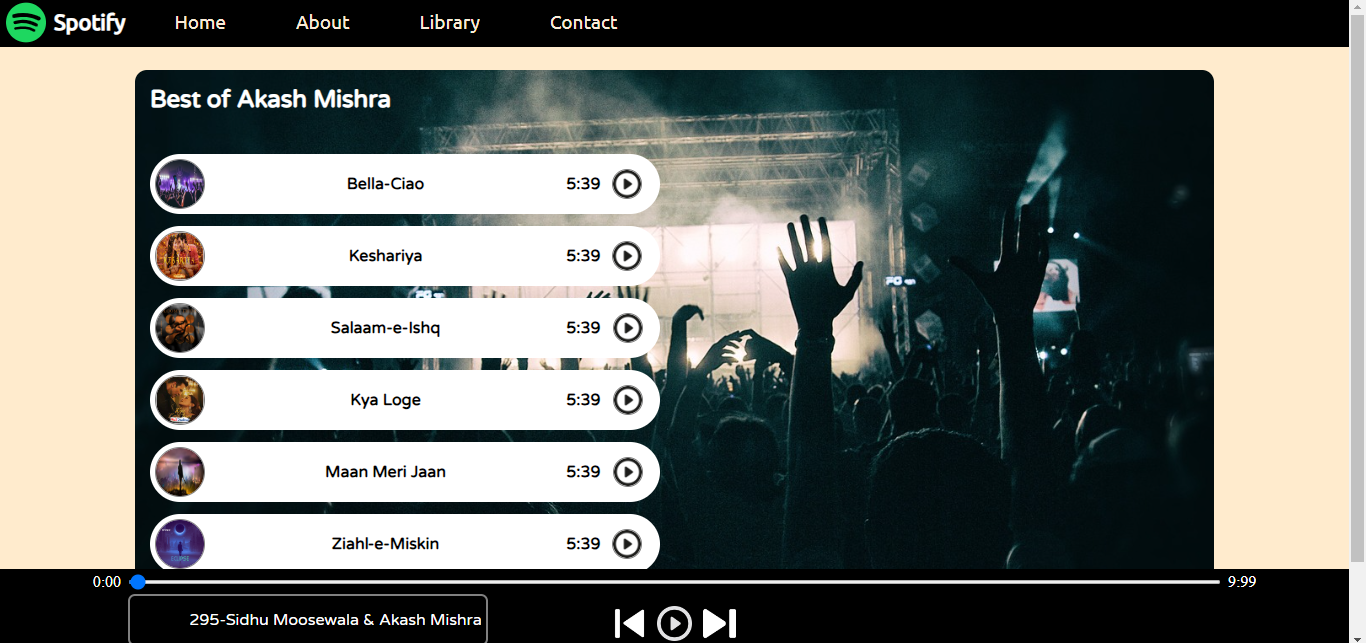 Spotify Home About Library Contact
Best of Akash Mishra
Bella-Ciao 5:39
Keshariya 5:39
Salaam-e-Ishq 5:39
Kya Loge 5:39
Maan Meri Jaan 5:39
Ziahl-e-Miskin 5:39
0:00 9:99
295-Sidhu Moosewala & Akash Mishra